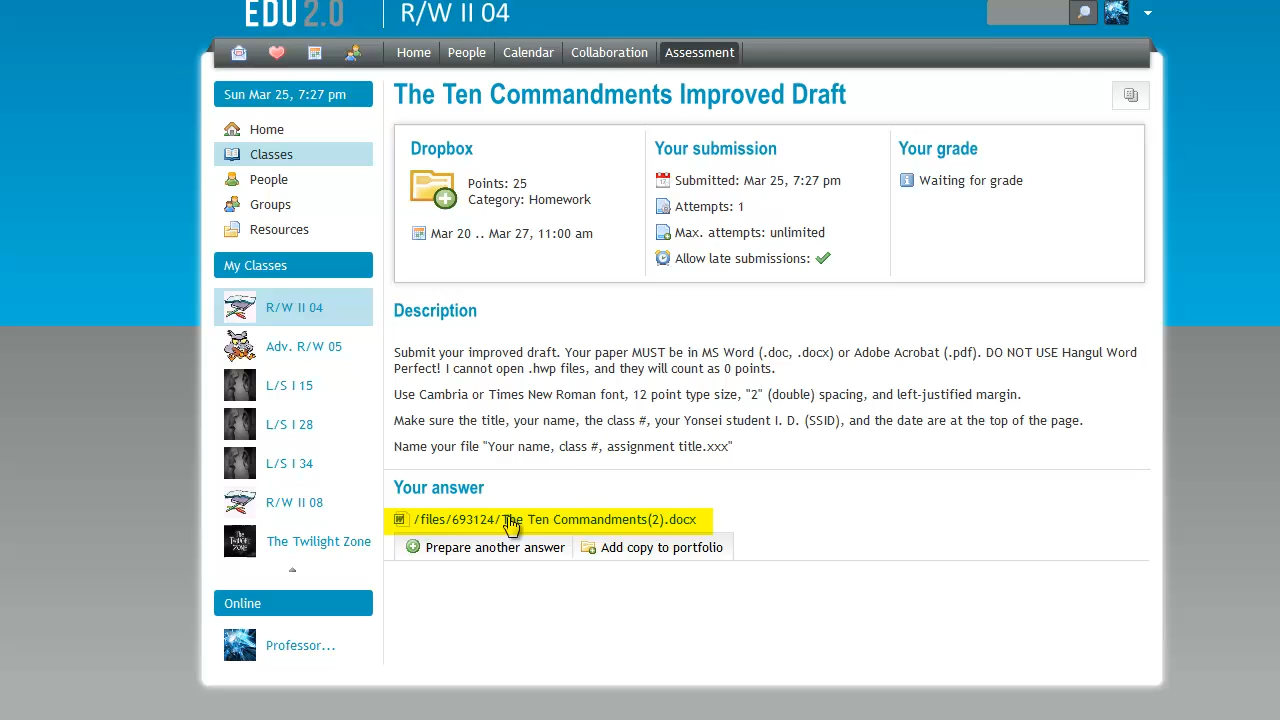 EDU 2.0
R/W II 04
Home
People
Calendar
Collaboration
Assessment
Sun Mar 25, 7:27 pm
Home
Classes
People
Groups
Resources
My Classes
R/W II 04
Adv. R/W 05
L/S I 15
L/S I 28
L/S I 34
R/W II 08
The Twilight Zone
Online
Professor...
The Ten Commandments Improved Draft
Dropbox
Points: 25
Category: Homework
Mar 20 .. Mar 27, 11:00 am
Your submission
Submitted: Mar 25, 7:27 pm
Attempts: 1
Max. attempts: unlimited
Allow late submissions:
Your grade
Waiting for grade
Description
Submit your improved draft. Your paper MUST be in MS Word (.doc, .docx) or Adobe Acrobat (.pdf). DO NOT USE Hangul Word
Perfect! I cannot open .hwp files, and they will count as 0 points.
Use Cambria or Times New Roman font, 12 point type size, "2" (double) spacing, and left-justified margin.
Make sure the title, your name, the class #, your Yonsei student I. D. (SSID), and the date are at the top of the page.
Name your file "Your name, class #, assignment title.xxx"
Your answer
/files/693124/The Ten Commandments(2).docx
Prepare another answer
Add copy to portfolio